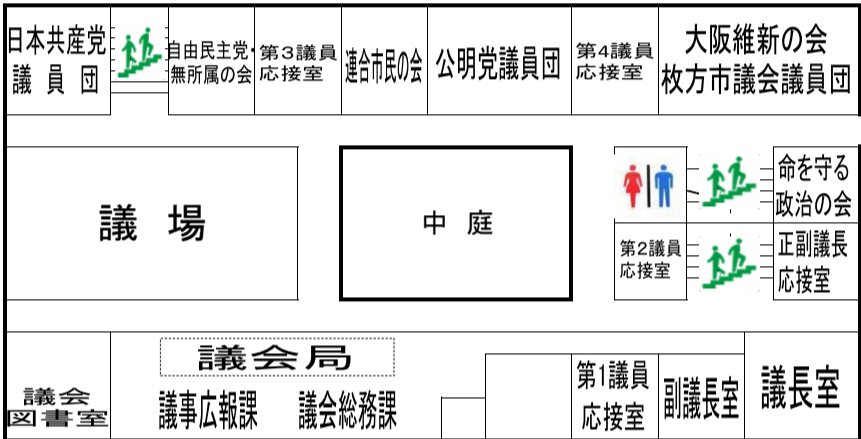 日本共産党
議員団
自由民主党・
無所属の会
第3議員
応接室
連合市民の会
公明党議員団
第4議員
応接室
大阪維新の会
枚方市議会議員団
議場
中庭
命を守る
政治の会
第2議員
応接室
正副議長
応接室
議会
図書室
議会局
議事広報課 議会総務課
第1議員
応接室
副議長室
議長室